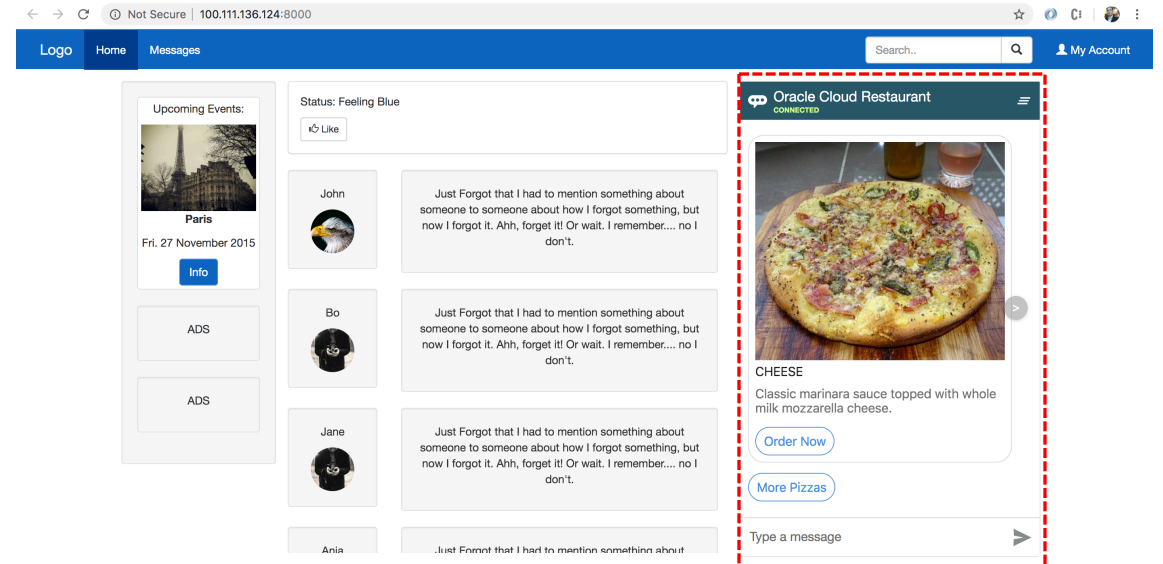 Not Secure | 100.111.136.124:8000
Logo
Home
Messages
Search..
My Account
Upcoming Events:
Paris
Fri. 27 November 2015
Info
ADS
ADS
Status: Feeling Blue
Like
John
Just Forgot that I had to mention something about
someone to someone about how I forgot something, but
now I forgot it. Ahh, forget it! Or wait. I remember.... no I
don't.
Bo
Just Forgot that I had to mention something about
someone to someone about how I forgot something, but
now I forgot it. Ahh, forget it! Or wait. I remember.... no I
don't.
Jane
Just Forgot that I had to mention something about
someone to someone about how I forgot something, but
now I forgot it. Ahh, forget it! Or wait. I remember.... no I
don't.
Anja
Just Forgot that I had to mention something about
Oracle Cloud Restaurant
CONNECTED
>
CHEESE
Classic marinara sauce topped with whole
milk mozzarella cheese.
Order Now
More Pizzas
Type a message